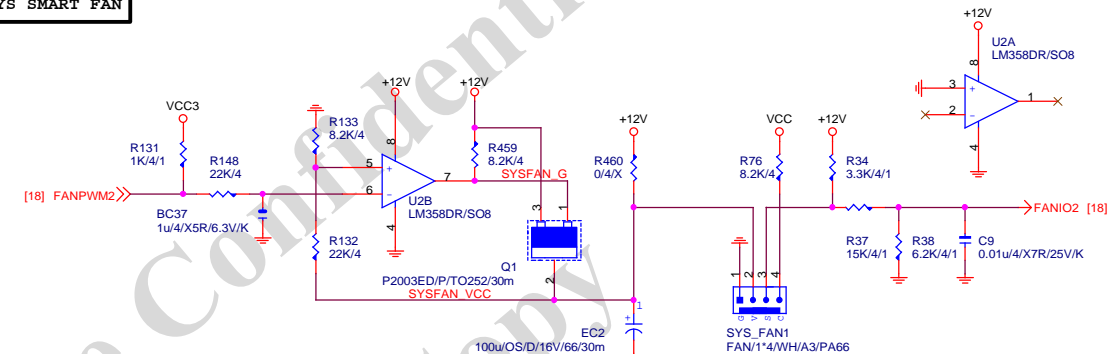 YS SMART FAN
+12V
U2A
LM358DR/SO8
8
3
+
2
-
1
4
+12V
+12V
VCC3
R133
8.2K/4
R131
1K/4/1
R148
22K/4
[18] FANPWM2
BC37
1u/4/X5R/6.3V/K
8
5
+
6
-
7
4
U2B
LM358DR/SO8
R132
22K/4
R459
8.2K/4
SYSFAN_G
3
1
2
Q1
P2003ED/P/TO252/30m
SYSFAN_VCC
+12V
R460
0/4/X
VCC
R76
8.2K/4
+12V
R34
3.3K/4/1
FANIO2 [18]
R37
15K/4/1
R38
6.2K/4/1
C9
0.01u/4/X7R/25V/K
1
+
EC2
100u/OS/D/16V/66/30m
1
2
3
4
G
V
S
C
SYS_FAN1
FAN/1*4/WH/A3/PA66
o Confident
opy